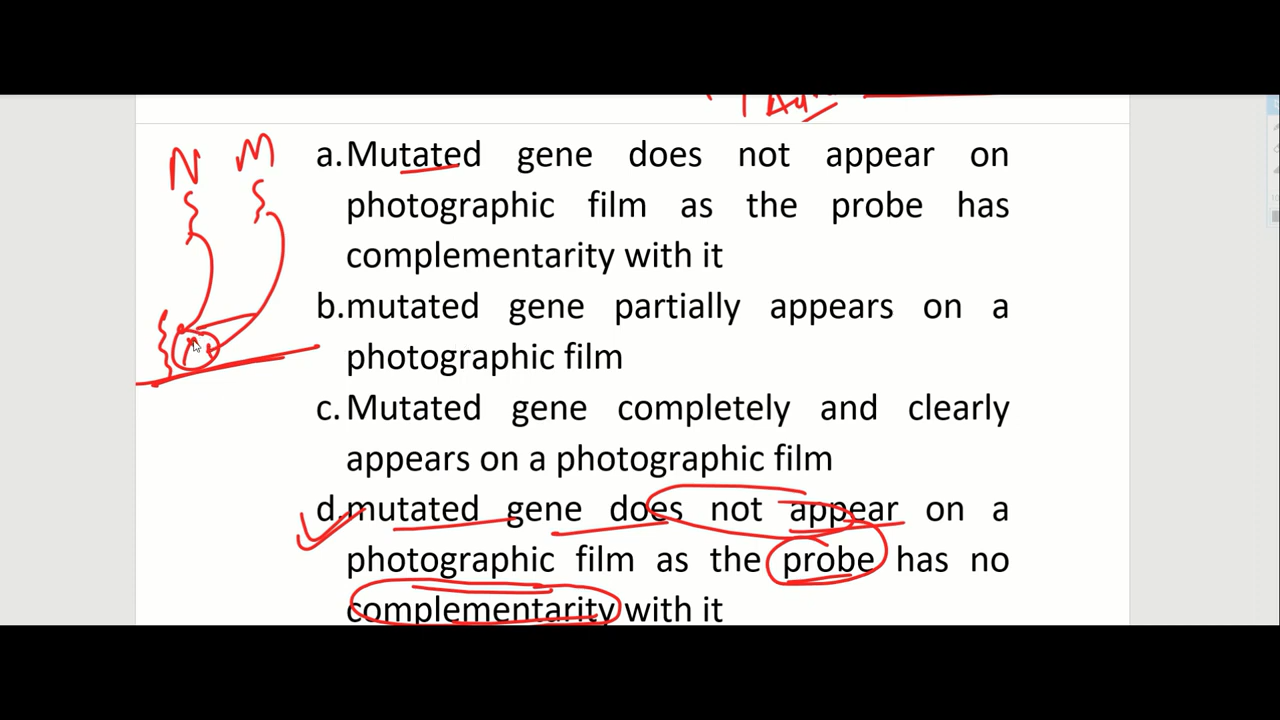 N M
a. Mutated gene does not appear on
photographic film as the probe has
complementarity with it
b. mutated gene partially appears on a
photographic film
c. Mutated gene completely and clearly
appears on a photographic film
d. mutated gene does not appear on a
photographic film as the probe has no
complementarity with it